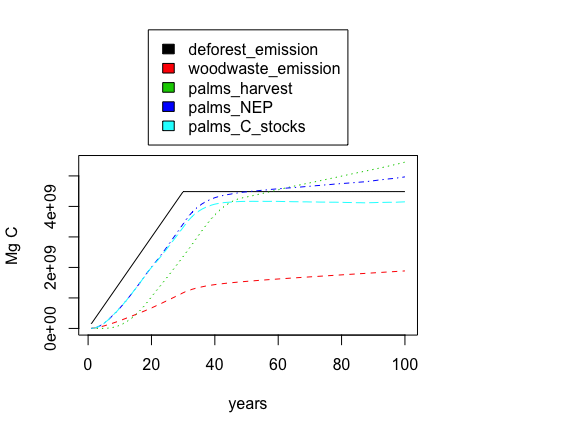 deforest_emission
woodwaste_emission
palms_harvest
palms_NEP
palms_C_stocks
Mg C
4e+09
2e+09
0e+00
0 20 40 60 80 100
years